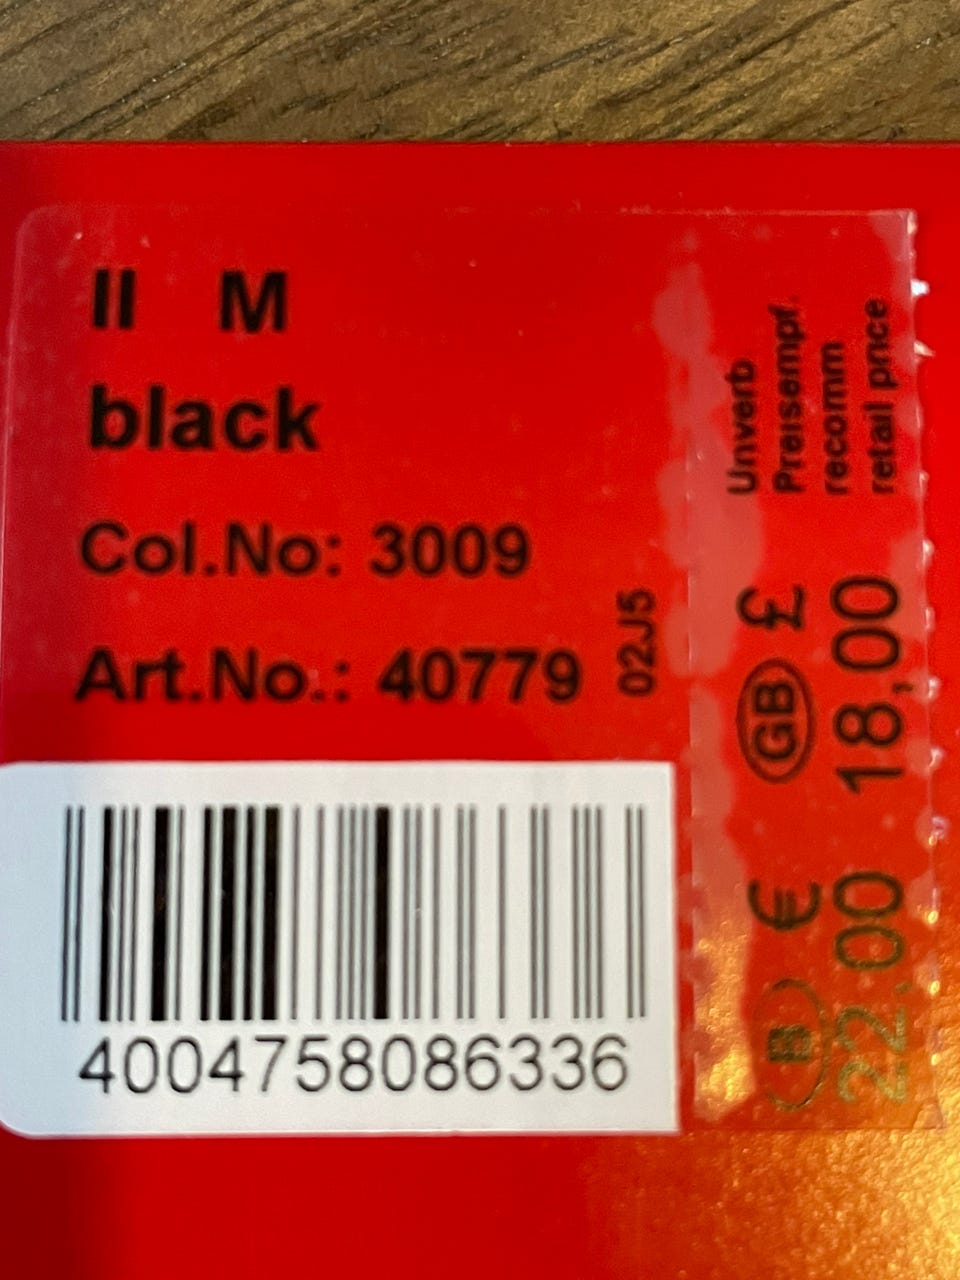 II M
black
Col.No: 3009
Art.No.: 40779
02J5
4004758086336
Unverb
Preisempf.
recomm
retail price
GB £
18,00
B €
22,00